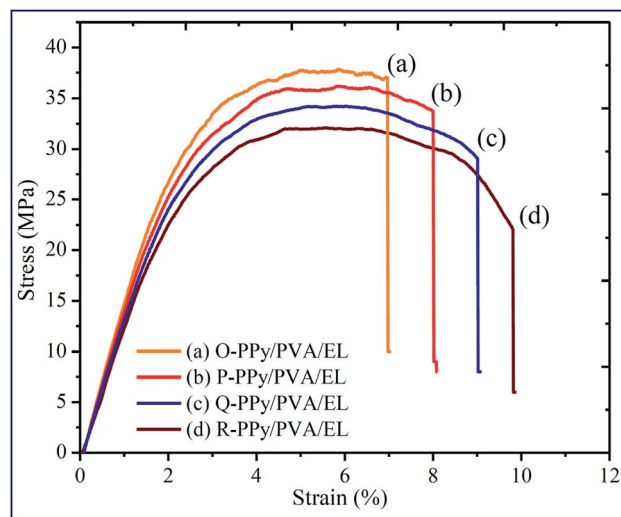 40
35
30
25
20
15
10
5
0
Stress (MPa)
(a)
(b)
(c)
(d)
(a) O-PPy/PVA/EL
(b) P-PPy/PVA/EL
(c) Q-PPy/PVA/EL
(d) R-PPy/PVA/EL
0 2 4 6 8 10 12
Strain (%)